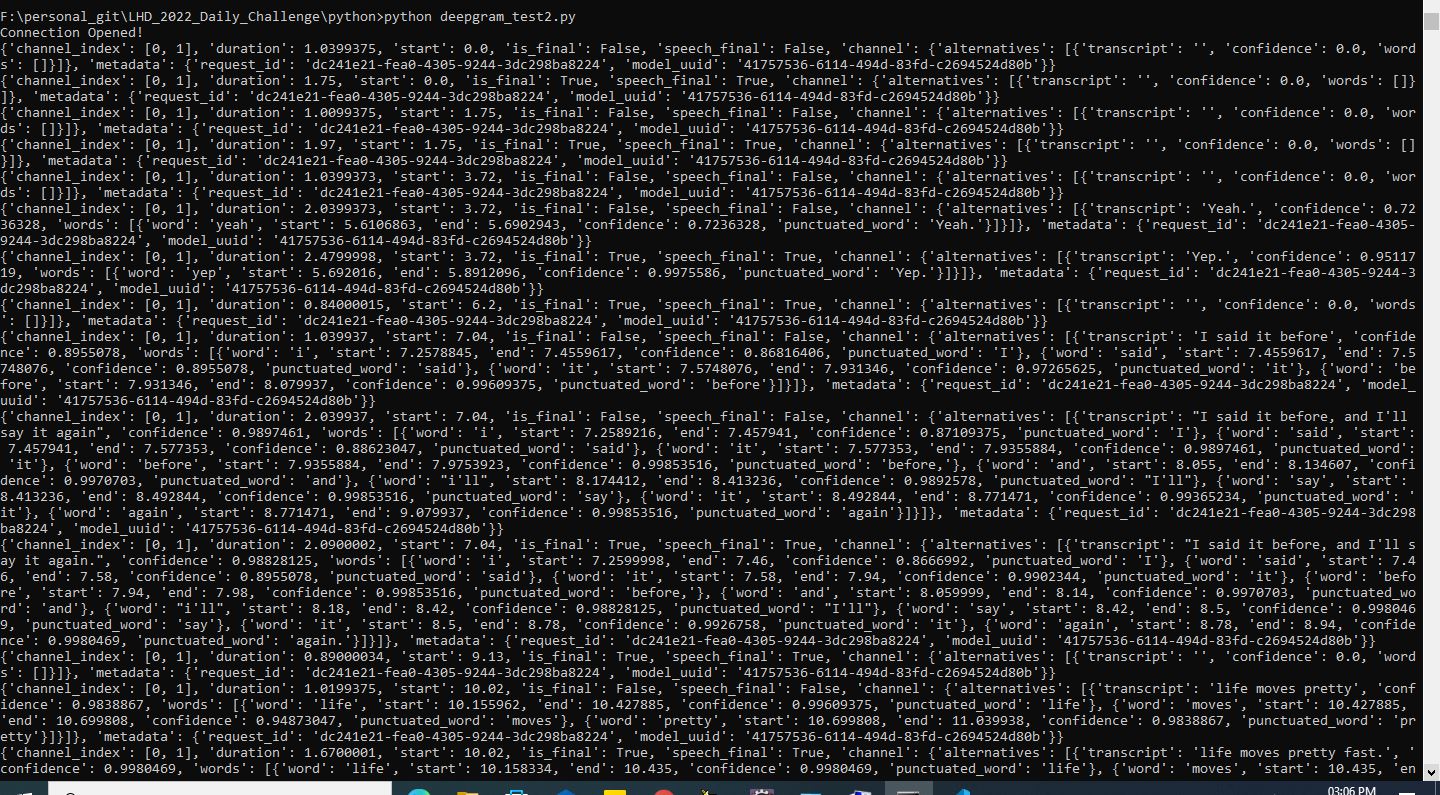 F:\personal_git\LHD_2022_Daily_Challenge\python>python deepgram_test2.py
Connection Opened!
{'channel_index': [0, 1], 'duration': 1.0399375, 'start': 0.0, 'is_final': False, 'speech_final': False, 'channel': {'alternatives': [{'transcript': '', 'confidence': 0.0, 'word
s': []}]}, 'metadata': {'request_id': 'dc241e21-fea0-4305-9244-3dc298ba8224', 'model_uuid': '41757536-6114-494d-83fd-c2694524d80b'}}
{'channel_index': [0, 1], 'duration': 1.75, 'start': 0.0, 'is_final': True, 'speech_final': True, 'channel': {'alternatives': [{'transcript': '', 'confidence': 0.0, 'words': []}
]}, 'metadata': {'request_id': 'dc241e21-fea0-4305-9244-3dc298ba8224', 'model_uuid': '41757536-6114-494d-83fd-c2694524d80b'}}
{'channel_index': [0, 1], 'duration': 1.0099375, 'start': 1.75, 'is_final': False, 'speech_final': False, 'channel': {'alternatives': [{'transcript': '', 'confidence': 0.0, 'wor
ds': []}]}, 'metadata': {'request_id': 'dc241e21-fea0-4305-9244-3dc298ba8224', 'model_uuid': '41757536-6114-494d-83fd-c2694524d80b'}}
{'channel_index': [0, 1], 'duration': 1.97, 'start': 1.75, 'is_final': True, 'speech_final': True, 'channel': {'alternatives': [{'transcript': '', 'confidence': 0.0, 'words': []
}]}, 'metadata': {'request_id': 'dc241e21-fea0-4305-9244-3dc298ba8224', 'model_uuid': '41757536-6114-494d-83fd-c2694524d80b'}}
{'channel_index': [0, 1], 'duration': 1.0399373, 'start': 3.72, 'is_final': False, 'speech_final': False, 'channel': {'alternatives': [{'transcript': '', 'confidence': 0.0, 'wor
ds': []}]}, 'metadata': {'request_id': 'dc241e21-fea0-4305-9244-3dc298ba8224', 'model_uuid': '41757536-6114-494d-83fd-c2694524d80b'}}
{'channel_index': [0, 1], 'duration': 2.0399373, 'start': 3.72, 'is_final': False, 'speech_final': False, 'channel': {'alternatives': [{'transcript': 'Yeah.', 'confidence': 0.72
36328, 'words': [{'word': 'yeah', 'start': 5.6106863, 'end': 5.6902943, 'confidence': 0.7236328, 'punctuated_word': 'Yeah.'}]}]}, 'metadata': {'request_id': 'dc241e21-fea0-4305-
9244-3dc298ba8224', 'model_uuid': '41757536-6114-494d-83fd-c2694524d80b'}}
{'channel_index': [0, 1], 'duration': 2.4799998, 'start': 3.72, 'is_final': True, 'speech_final': True, 'channel': {'alternatives': [{'transcript': 'Yep.', 'confidence': 0.95117
19, 'words': [{'word': 'yep', 'start': 5.692016, 'end': 5.8912096, 'confidence': 0.9975586, 'punctuated_word': 'Yep.'}]}]}, 'metadata': {'request_id': 'dc241e21-fea0-4305-9244-3
dc298ba8224', 'model_uuid': '41757536-6114-494d-83fd-c2694524d80b'}}
{'channel_index': [0, 1], 'duration': 0.84000015, 'start': 6.2, 'is_final': True, 'speech_final': True, 'channel': {'alternatives': [{'transcript': '', 'confidence': 0.0, 'words
': []}]}, 'metadata': {'request_id': 'dc241e21-fea0-4305-9244-3dc298ba8224', 'model_uuid': '41757536-6114-494d-83fd-c2694524d80b'}}
{'channel_index': [0, 1], 'duration': 1.039937, 'start': 7.04, 'is_final': False, 'speech_final': False, 'channel': {'alternatives': [{'transcript': 'I said it before', 'confide
nce': 0.8955078, 'words': [{'word': 'i', 'start': 7.2578845, 'end': 7.4559617, 'confidence': 0.86816406, 'punctuated_word': 'I'}, {'word': 'said', 'start': 7.4559617, 'end': 7.5
748076, 'confidence': 0.8955078, 'punctuated_word': 'said'}, {'word': 'it', 'start': 7.5748076, 'end': 7.931346, 'confidence': 0.97265625, 'punctuated_word': 'it'}, {'word': 'be
fore', 'start': 7.931346, 'end': 8.079937, 'confidence': 0.99609375, 'punctuated_word': 'before'}]}]}, 'metadata': {'request_id': 'dc241e21-fea0-4305-9244-3dc298ba8224', 'model_
uuid': '41757536-6114-494d-83fd-c2694524d80b'}}
{'channel_index': [0, 1], 'duration': 2.039937, 'start': 7.04, 'is_final': False, 'speech_final': False, 'channel': {'alternatives': [{'transcript': "I said it before, and I'll
say it again", 'confidence': 0.9897461, 'words': [{'word': 'i', 'start': 7.2589216, 'end': 7.457941, 'confidence': 0.87109375, 'punctuated_word': 'I'}, {'word': 'said', 'start':
7.457941, 'end': 7.577353, 'confidence': 0.88623047, 'punctuated_word': 'said'}, {'word': 'it', 'start': 7.577353, 'end': 7.9355884, 'confidence': 0.9897461, 'punctuated_word':
'it'}, {'word': 'before', 'start': 7.9355884, 'end': 7.9753923, 'confidence': 0.99853516, 'punctuated_word': 'before,'}, {'word': 'and', 'start': 8.055, 'end': 8.134607, 'confi
dence': 0.9970703, 'punctuated_word': 'and'}, {'word': "i'll", 'start': 8.174412, 'end': 8.413236, 'confidence': 0.9892578, 'punctuated_word': "I'll"}, {'word': 'say', 'start':
8.413236, 'end': 8.492844, 'confidence': 0.99853516, 'punctuated_word': 'say'}, {'word': 'it', 'start': 8.492844, 'end': 8.771471, 'confidence': 0.99365234, 'punctuated_word': '
it'}, {'word': 'again', 'start': 8.771471, 'end': 9.079937, 'confidence': 0.99853516, 'punctuated_word': 'again'}]}]}, 'metadata': {'request_id': 'dc241e21-fea0-4305-9244-3dc298
ba8224', 'model_uuid': '41757536-6114-494d-83fd-c2694524d80b'}}
{'channel_index': [0, 1], 'duration': 2.0900002, 'start': 7.04, 'is_final': True, 'speech_final': True, 'channel': {'alternatives': [{'transcript': "I said it before, and I'll s
ay it again.", 'confidence': 0.98828125, 'words': [{'word': 'i', 'start': 7.2599998, 'end': 7.46, 'confidence': 0.8666992, 'punctuated_word': 'I'}, {'word': 'said', 'start': 7.4
6, 'end': 7.58, 'confidence': 0.8955078, 'punctuated_word': 'said'}, {'word': 'it', 'start': 7.58, 'end': 7.94, 'confidence': 0.9902344, 'punctuated_word': 'it'}, {'word': 'befo
re', 'start': 7.94, 'end': 7.98, 'confidence': 0.99853516, 'punctuated_word': 'before,'}, {'word': 'and', 'start': 8.059999, 'end': 8.14, 'confidence': 0.9970703, 'punctuated_wo
rd': 'and'}, {'word': "i'll", 'start': 8.18, 'end': 8.42, 'confidence': 0.98828125, 'punctuated_word': "I'll"}, {'word': 'say', 'start': 8.42, 'end': 8.5, 'confidence': 0.998046
9, 'punctuated_word': 'say'}, {'word': 'it', 'start': 8.5, 'end': 8.78, 'confidence': 0.9926758, 'punctuated_word': 'it'}, {'word': 'again', 'start': 8.78, 'end': 8.94, 'confide
nce': 0.9980469, 'punctuated_word': 'again.'}]}]}, 'metadata': {'request_id': 'dc241e21-fea0-4305-9244-3dc298ba8224', 'model_uuid': '41757536-6114-494d-83fd-c2694524d80b'}}
{'channel_index': [0, 1], 'duration': 0.89000034, 'start': 9.13, 'is_final': True, 'speech_final': True, 'channel': {'alternatives': [{'transcript': '', 'confidence': 0.0, 'word
s': []}]}, 'metadata': {'request_id': 'dc241e21-fea0-4305-9244-3dc298ba8224', 'model_uuid': '41757536-6114-494d-83fd-c2694524d80b'}}
{'channel_index': [0, 1], 'duration': 1.0199375, 'start': 10.02, 'is_final': False, 'speech_final': False, 'channel': {'alternatives': [{'transcript': 'life moves pretty', 'conf
idence': 0.9838867, 'words': [{'word': 'life', 'start': 10.155962, 'end': 10.427885, 'confidence': 0.99609375, 'punctuated_word': 'life'}, {'word': 'moves', 'start': 10.427885,
'end': 10.699808, 'confidence': 0.94873047, 'punctuated_word': 'moves'}, {'word': 'pretty', 'start': 10.699808, 'end': 11.039938, 'confidence': 0.9838867, 'punctuated_word': 'pr
etty'}]}]}, 'metadata': {'request_id': 'dc241e21-fea0-4305-9244-3dc298ba8224', 'model_uuid': '41757536-6114-494d-83fd-c2694524d80b'}}
{'channel_index': [0, 1], 'duration': 1.6700001, 'start': 10.02, 'is_final': True, 'speech_final': True, 'channel': {'alternatives': [{'transcript': 'life moves pretty fast.', '
confidence': 0.9980469, 'words': [{'word': 'life', 'start': 10.158334, 'end': 10.435, 'confidence': 0.9980469, 'punctuated_word': 'life'}, {'word': 'moves', 'start': 10.435, 'en
03:06 PM